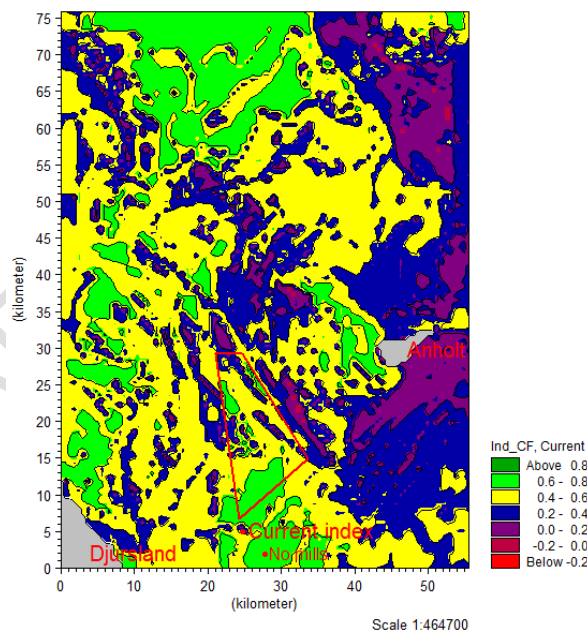 75
70
65
60
55
50
45
40
35
30
25
20
15
10
5
0
(kilometer)
Anholt
Current index
No mills
Djursland
0 10 20 30 40 50
(kilometer)
Scale 1:464700
Ind_CF, Current
Above 0.8
0.6 - 0.8
0.4 - 0.6
0.2 - 0.4
0.0 - 0.2
-0.2 - 0.0
Below -0.2